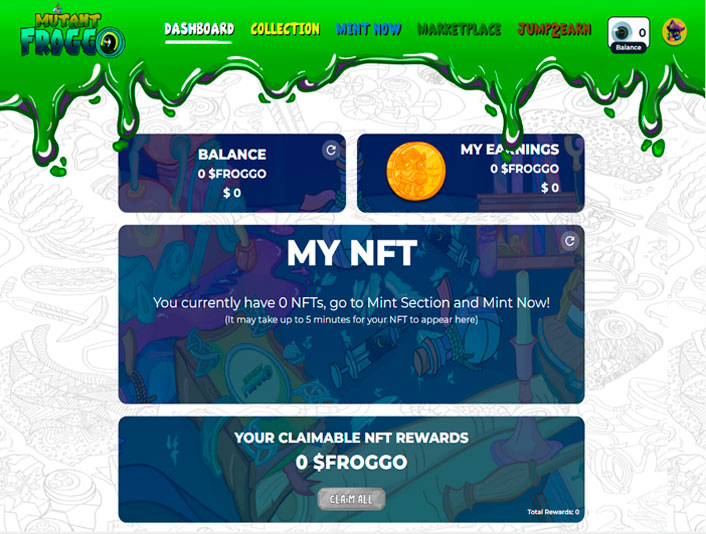 MUTANT
FROGGO
DASHBOARD
COLLECTION
MINT NOW
MARKETPLACE
JUMP2EARN
0
Balance
BALANCE
0 $FROGGO
$ 0
MY EARNINGS
0 $FROGGO
$ 0
MY NFT
You currently have 0 NFTs, go to Mint Section and Mint Now!
(It may take up to 5 minutes for your NFT to appear here)
YOUR CLAIMABLE NFT REWARDS
0 $FROGGO
CLAIM ALL
Total Rewards: 0